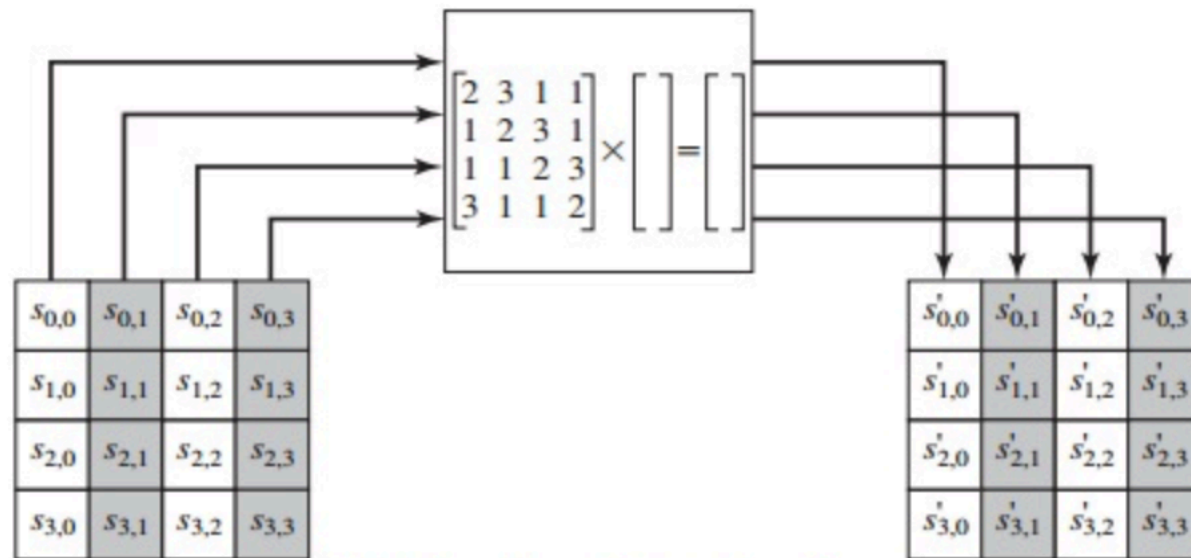 2 3 1 1
1 2 3 1 × =
1 1 2 3
3 1 1 2
s0,0 s0,1 s0,2 s0,3
s1,0 s1,1 s1,2 s1,3
s2,0 s2,1 s2,2 s2,3
s3,0 s3,1 s3,2 s3,3
s'0,0 s'0,1 s'0,2 s'0,3
s'1,0 s'1,1 s'1,2 s'1,3
s'2,0 s'2,1 s'2,2 s'2,3
s'3,0 s'3,1 s'3,2 s'3,3